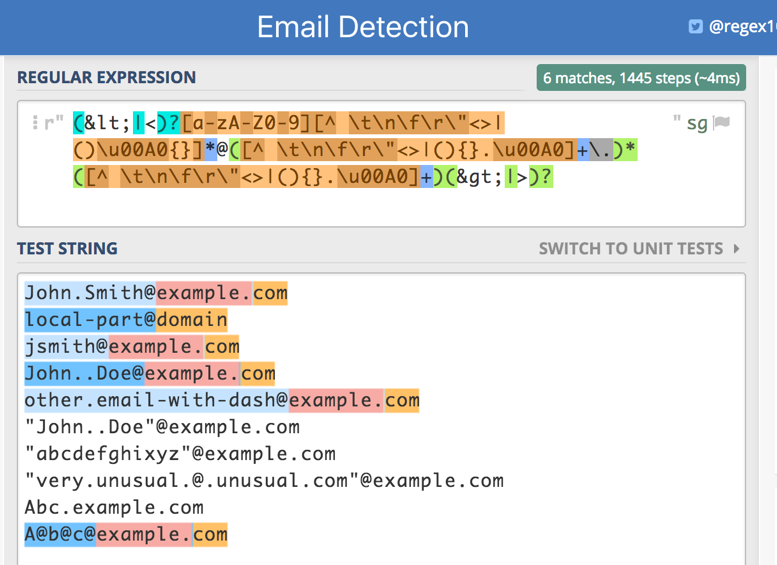 Email Detection
@regex1
REGULAR EXPRESSION
6 matches, 1445 steps (~4ms)
r" (&lt;|<)?[a-zA-Z0-9][^ \t\n\f\r\"<>| " sg
()\u00A0{}]*@([^ \t\n\f\r\"<>|(){}.\u00A0]+\.)*
([^ \t\n\f\r\"<>|(){}.\u00A0]+)(&gt;|>)?
TEST STRING
SWITCH TO UNIT TESTS
John.Smith@example.com
local-part@domain
jsmith@example.com
John..Doe@example.com
other.email-with-dash@example.com
"John..Doe"@example.com
"abcdefghixyz"@example.com
"very.unusual.@.unusual.com"@example.com
Abc.example.com
A@b@c@example.com